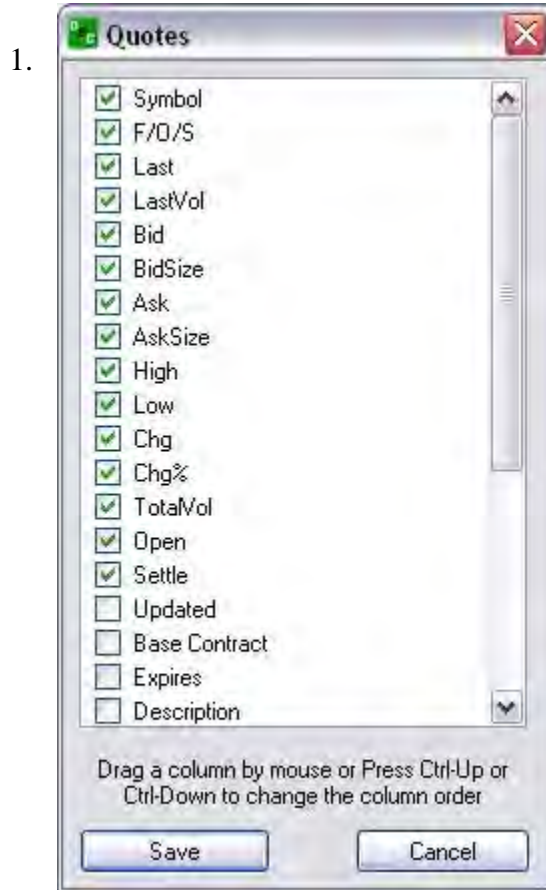 1.
Quotes
Symbol
F/O/S
Last
LastVol
Bid
BidSize
Ask
AskSize
High
Low
Chg
Chg%
TotalVol
Open
Settle
Updated
Base Contract
Expires
Description
Drag a column by mouse or Press Ctrl-Up or
Ctrl-Down to change the column order
Save Cancel